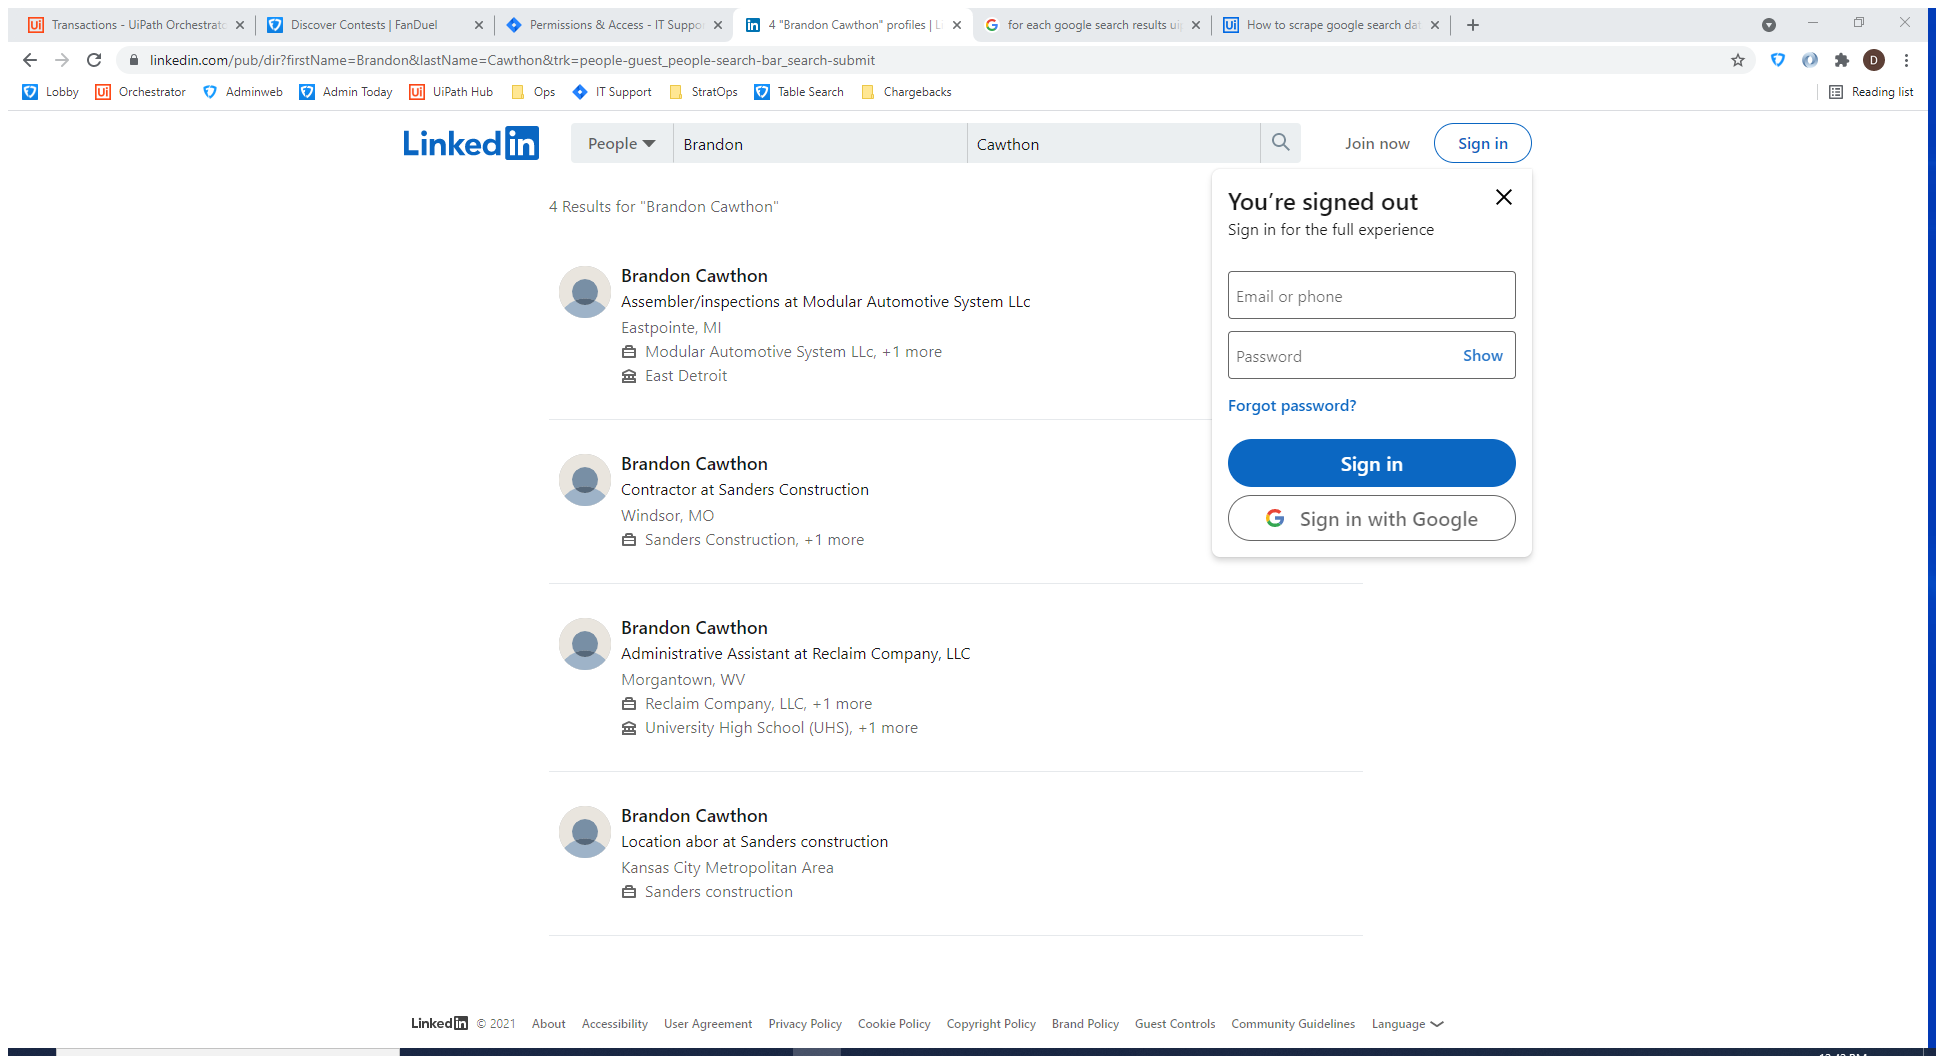 Transactions - UiPath Orchestrato
Discover Contests | FanDuel
Permissions & Access - IT Suppo
4 "Brandon Cawthon" profiles | L
for each google search results ui
How to scrape google search dat
linkedin.com/pub/dir?firstName=Brandon&lastName=Cawthon&trk=people-guest_people-search-bar_search-submit
D
Lobby
Orchestrator
Adminweb
Admin Today
UiPath Hub
Ops
IT Support
StratOps
Table Search
Chargebacks
Reading list
LinkedIn
People
Brandon
Cawthon
Join now
Sign in
4 Results for "Brandon Cawthon"
Brandon Cawthon
Assembler/inspections at Modular Automotive System LLc
Eastpointe, MI
Modular Automotive System LLc, +1 more
East Detroit
Brandon Cawthon
Contractor at Sanders Construction
Windsor, MO
Sanders Construction, +1 more
Brandon Cawthon
Administrative Assistant at Reclaim Company, LLC
Morgantown, WV
Reclaim Company, LLC, +1 more
University High School (UHS), +1 more
Brandon Cawthon
Location abor at Sanders construction
Kansas City Metropolitan Area
Sanders construction
You’re signed out
Sign in for the full experience
Email or phone
Password
Show
Forgot password?
Sign in
Sign in with Google
LinkedIn © 2021 About Accessibility User Agreement Privacy Policy Cookie Policy Copyright Policy Brand Policy Guest Controls Community Guidelines Language